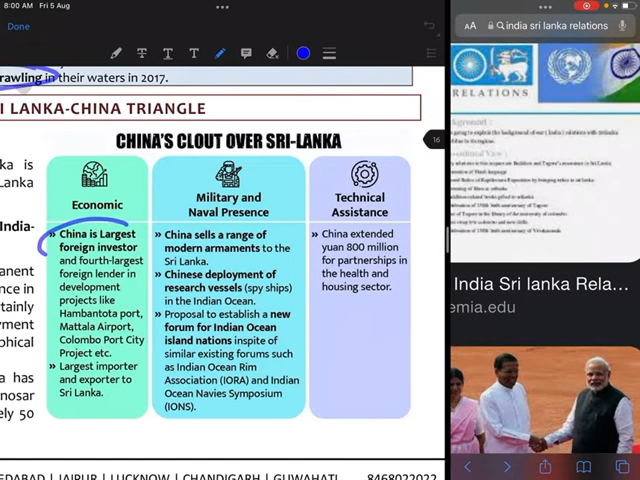 8:00 AM Fri 5 Aug
Done
T T T
AA india sri lanka relations
rawling in their waters in 2017.
I LANKA-CHINA TRIANGLE
CHINA'S CLOUT OVER SRI-LANKA
16
ka is
Lanka
India-
anent
nce in
tainly
yment
phical
a has
nosar
ely 50
Economic
» China is Largest
foreign investor
and fourth-largest
foreign lender in
development
projects like
Hambantota port,
Mattala Airport,
Colombo Port City
Project etc.
» Largest importer
and exporter to
Sri Lanka.
Military and
Naval Presence
» China sells a range of
modern armaments to the
Sri Lanka.
» Chinese deployment of
research vessels (spy ships)
in the Indian Ocean.
» Proposal to establish a new
forum for Indian Ocean
island nations inspite of
similar existing forums such
as Indian Ocean Rim
Association (IORA) and Indian
Ocean Navies Symposium
(IONS).
Technical
Assistance
» China extended
yuan 800 million
for partnerships in
the health and
housing sector.
EDABAD | JAIPUR | LUCKNOW | CHANDIGARH | GUWAHATI 8468022022
RELATIONS
India Sri lanka Rela...
emia.edu